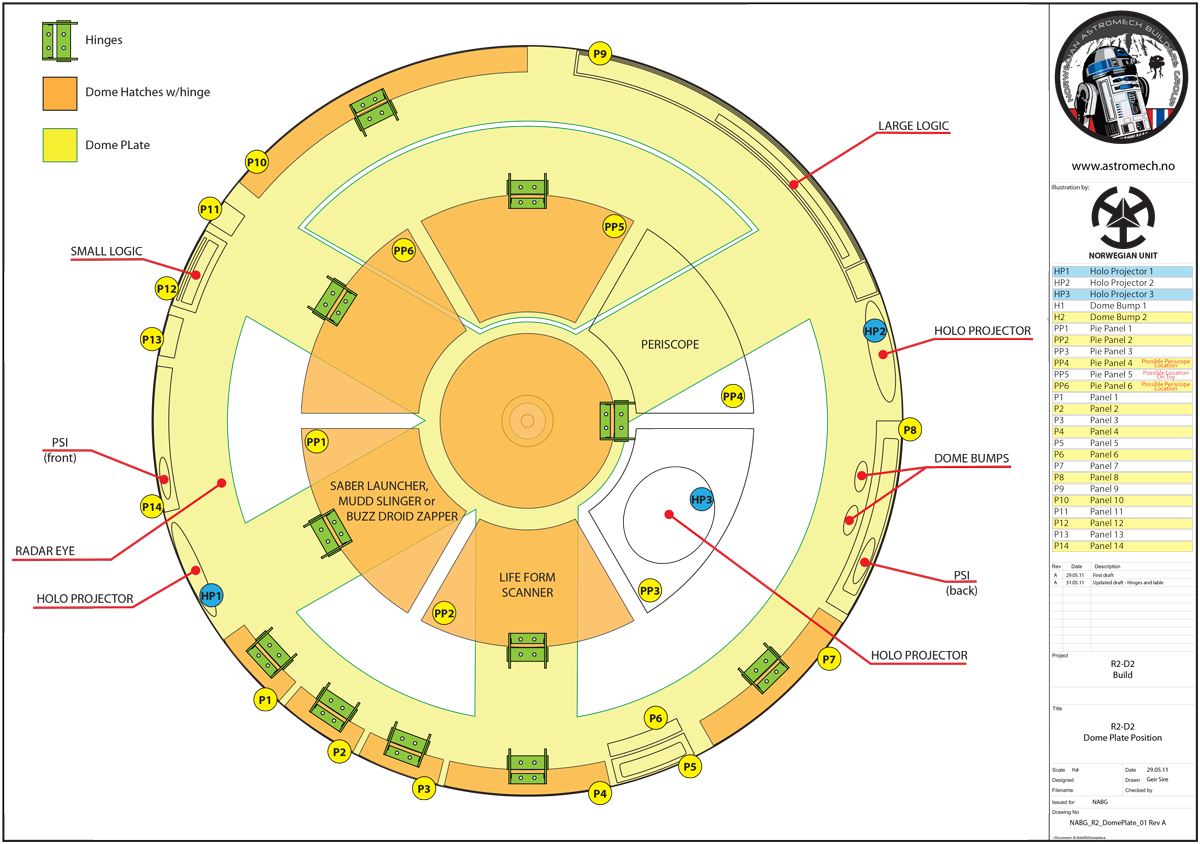 Hinges
Dome Hatches w/hinge
Dome PLate
P9
LARGE LOGIC
P10
P11
SMALL LOGIC
PP5
PP6
P12
P13
HP2
HOLO PROJECTOR
PERISCOPE
PP4
P8
PP1
PSI
(front)
DOME BUMPS
SABER LAUNCHER,
MUDD SLINGER or
BUZZ DROID ZAPPER
HP3
P14
RADAR EYE
LIFE FORM
SCANNER
PSI
(back)
HOLO PROJECTOR
HP1
PP3
PP2
HOLO PROJECTOR
P7
P1
P6
P2
P5
P3
P4
NORWEGIAN ASTROMECH BUILDERS GROUP
www.astromech.no
Illustration by:
NORWEGIAN UNIT
HP1 Holo Projector 1
HP2 Holo Projector 2
HP3 Holo Projector 3
H1 Dome Bump 1
H2 Dome Bump 2
PP1 Pie Panel 1
PP2 Pie Panel 2
PP3 Pie Panel 3
PP4 Pie Panel 4 Possible Periscope Location
PP5 Pie Panel 5 Possible Location on Toy
PP6 Pie Panel 6 Possible Periscope Location
P1 Panel 1
P2 Panel 2
P3 Panel 3
P4 Panel 4
P5 Panel 5
P6 Panel 6
P7 Panel 7
P8 Panel 8
P9 Panel 9
P10 Panel 10
P11 Panel 11
P12 Panel 12
P13 Panel 13
P14 Panel 14
Rev Date Description
A 29.05.11 First draft
A 31.05.11 Updated draft - Hinges and lable
Project
R2-D2
Build
Title
R2-D2
Dome Plate Position
Scale na Date 29.05.11
Designed Drawn Geir Sire
Filename Checked by
Issued for NABG
Drawing No
NABG_R2_DomePlate_01 Rev A